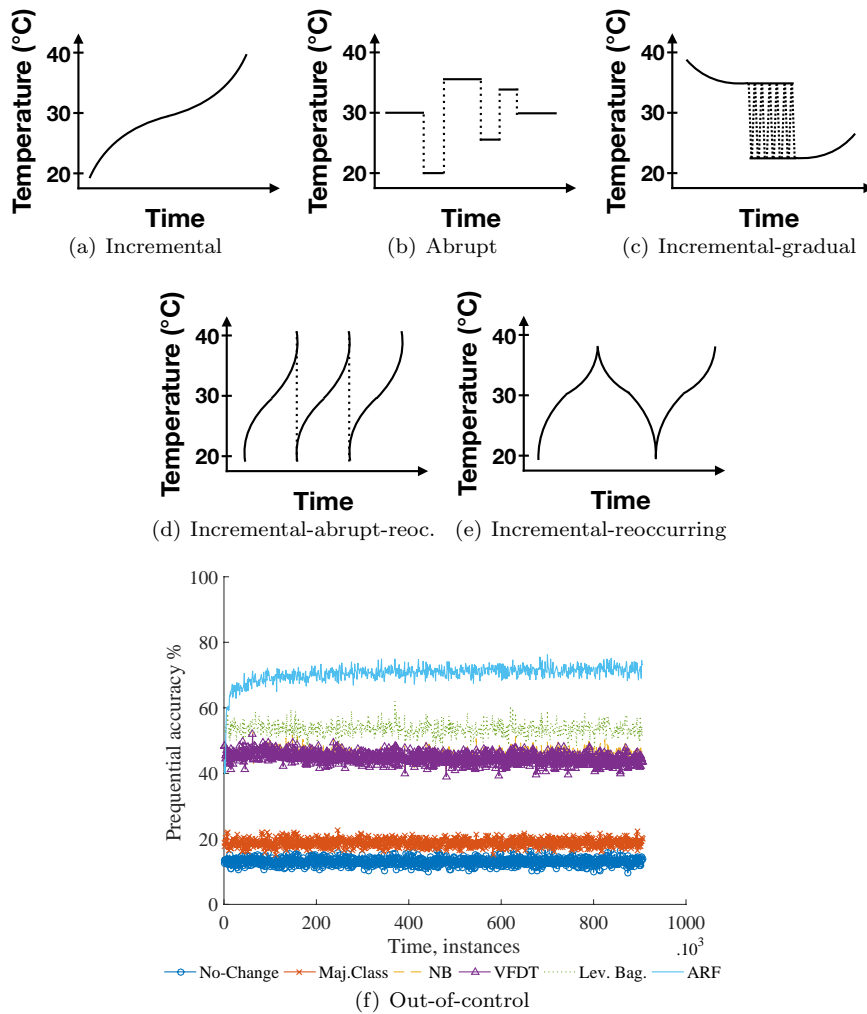 Temperature (°C)
40
30
20
Time
(a) Incremental
Temperature (°C)
40
30
20
Time
(b) Abrupt
Temperature (°C)
40
30
20
Time
(c) Incremental-gradual
Temperature (°C)
40
30
20
Time
(d) Incremental-abrupt-reoc.
Temperature (°C)
40
30
20
Time
(e) Incremental-reoccurring
Prequential accuracy %
100
80
60
40
20
0
0 200 400 600 800 1000
Time, instances
.10³
No-Change Maj.Class NB VFDT Lev. Bag. ARF
(f) Out-of-control